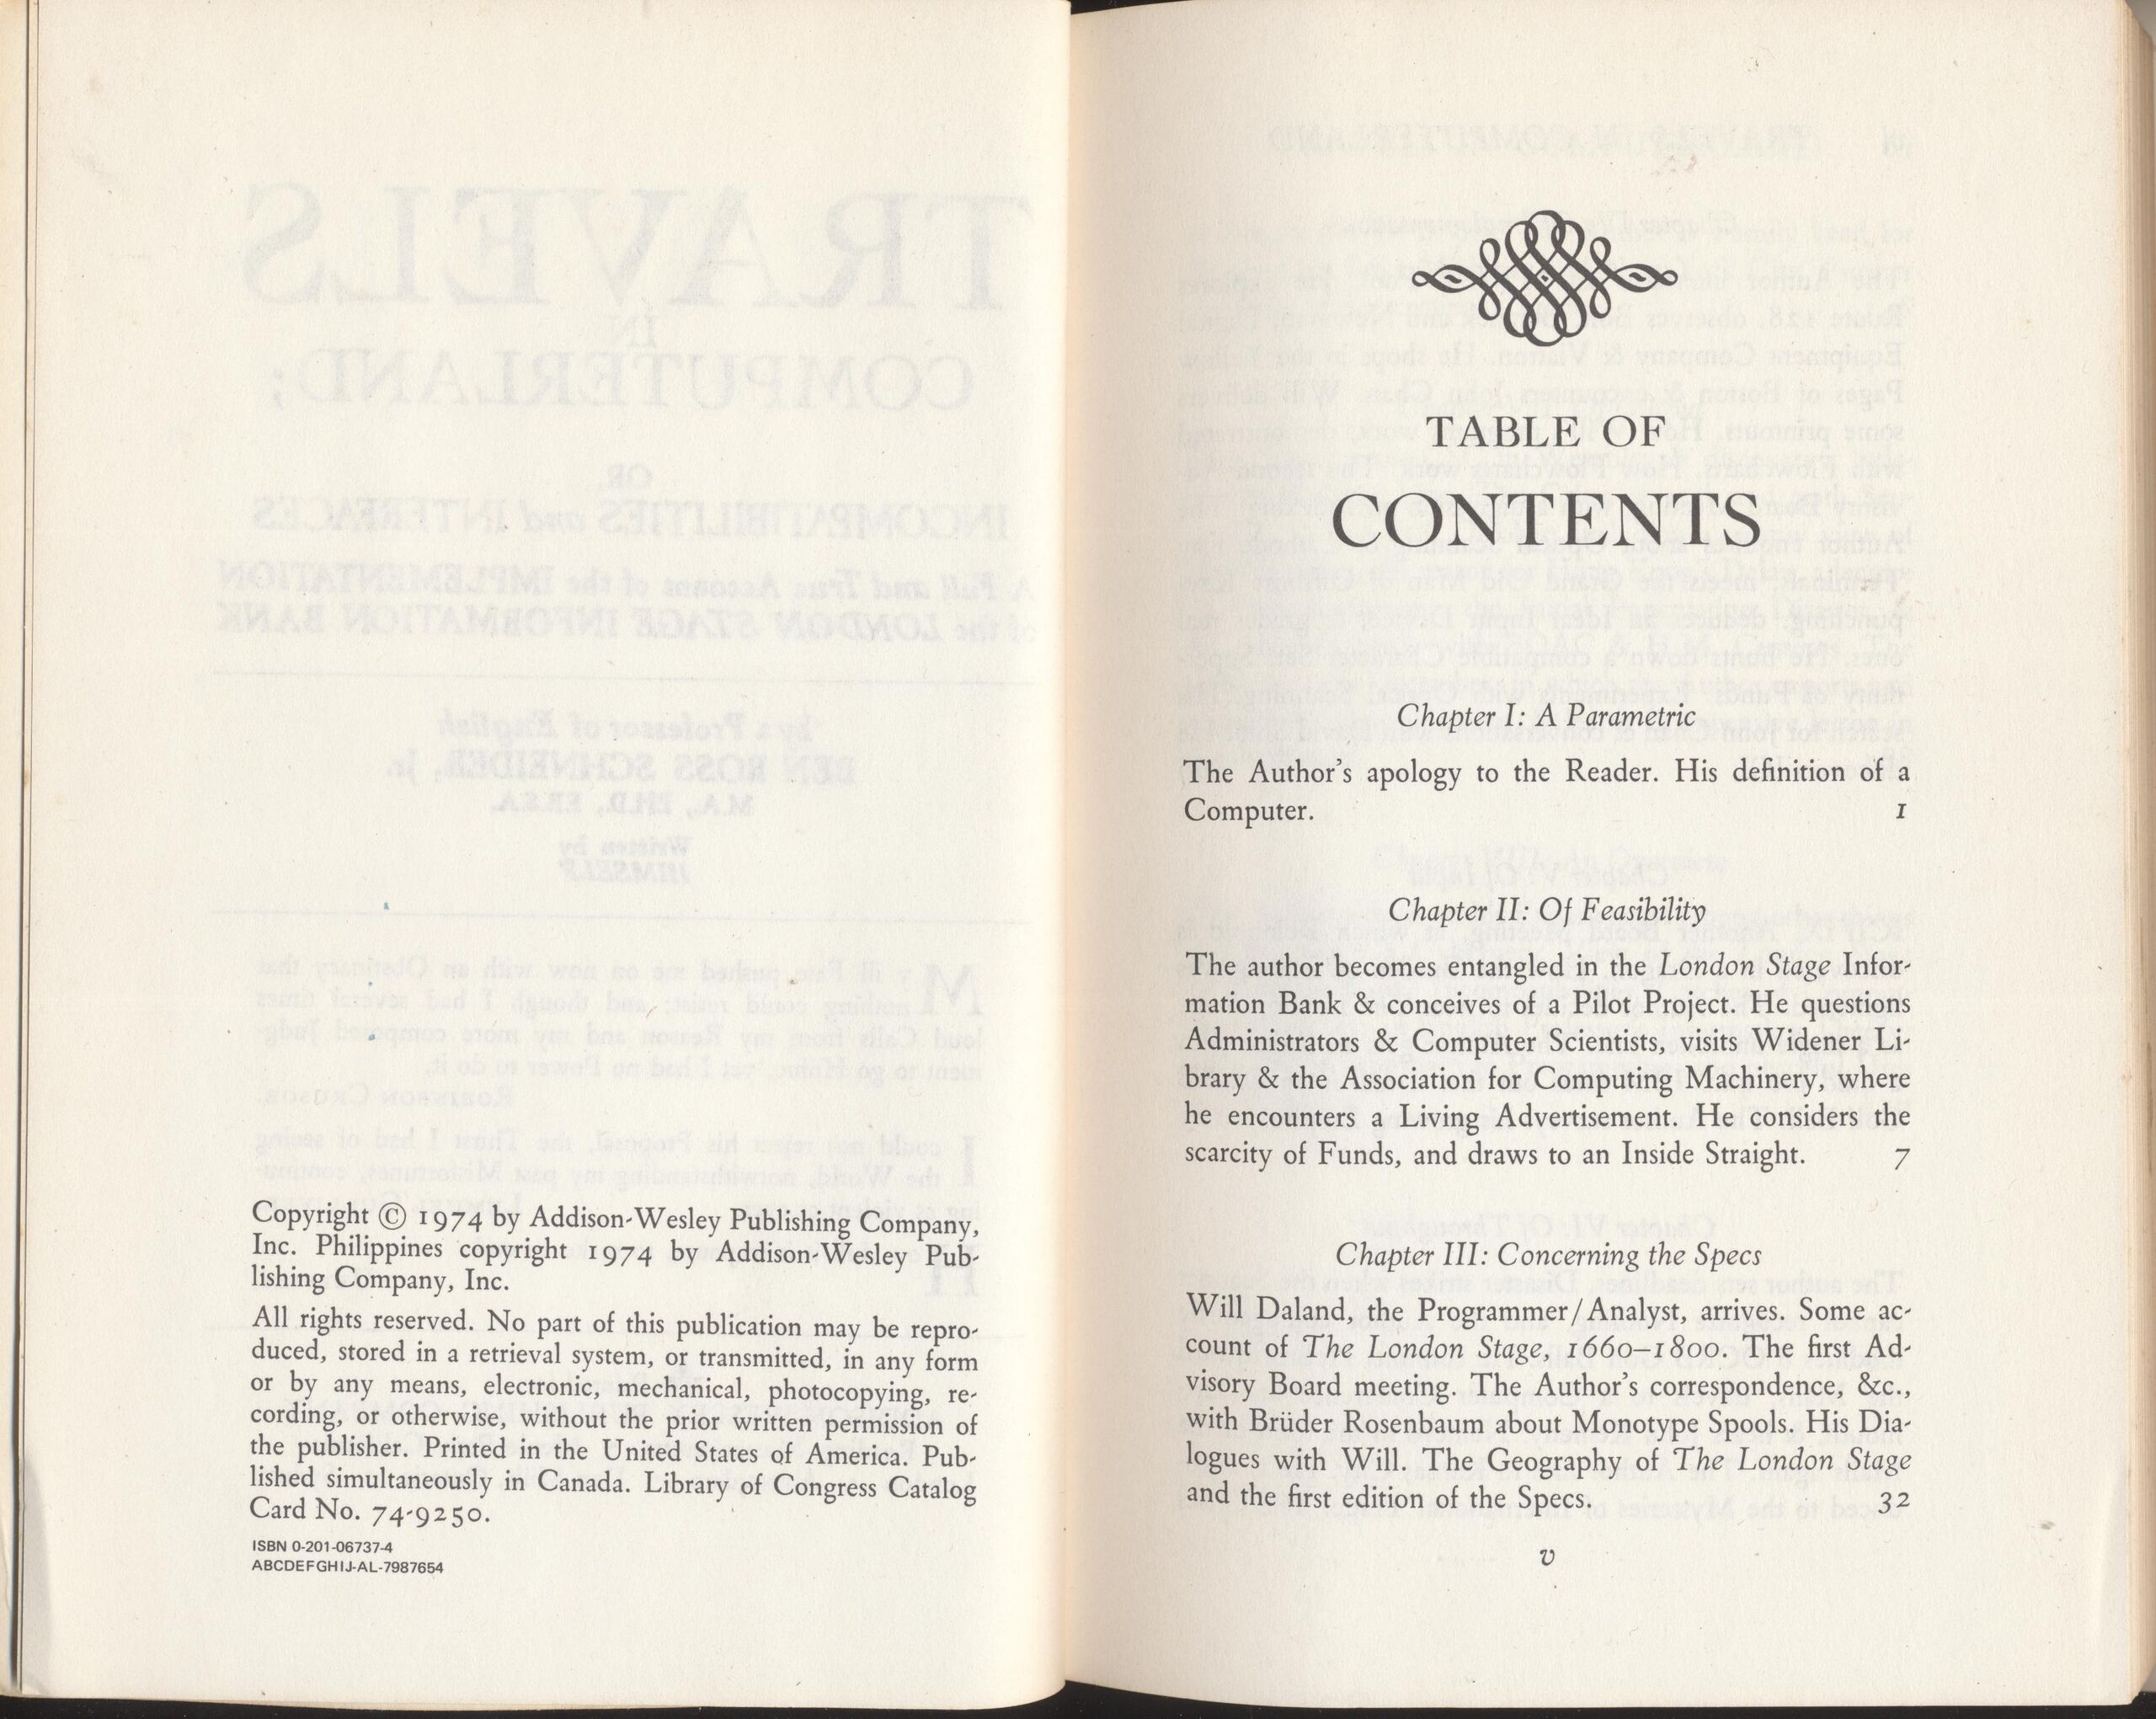 Copyright © 1974 by Addison-Wesley Publishing Company,
Inc. Philippines copyright 1974 by Addison-Wesley Pub-
lishing Company, Inc.
All rights reserved. No part of this publication may be repro-
duced, stored in a retrieval system, or transmitted, in any form
or by any means, electronic, mechanical, photocopying, re-
cording, or otherwise, without the prior written permission of
the publisher. Printed in the United States of America. Pub-
lished simultaneously in Canada. Library of Congress Catalog
Card No. 74-9250.
ISBN 0-201-06737-4
ABCDEFGHIJ-AL-7987654
TABLE OF
CONTENTS
Chapter I: A Parametric
The Author's apology to the Reader. His definition of a
Computer. 1
Chapter II: Of Feasibility
The author becomes entangled in the London Stage Infor-
mation Bank & conceives of a Pilot Project. He questions
Administrators & Computer Scientists, visits Widener Li-
brary & the Association for Computing Machinery, where
he encounters a Living Advertisement. He considers the
scarcity of Funds, and draws to an Inside Straight. 7
Chapter III: Concerning the Specs
Will Daland, the Programmer/Analyst, arrives. Some ac-
count of The London Stage, 1660–1800. The first Ad-
visory Board meeting. The Author's correspondence, &c.,
with Brüder Rosenbaum about Monotype Spools. His Dia-
logues with Will. The Geography of The London Stage
and the first edition of the Specs. 32
v